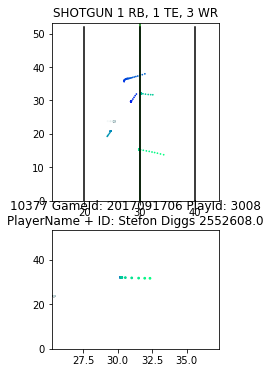 SHOTGUN 1 RB, 1 TE, 3 WR
50
40
30
20
10
0
20 30 40
10377 GameId: 2017091706 PlayId: 3008
PlayerName + ID: Stefon Diggs 2552608.0
40
20
0
27.5 30.0 32.5 35.0